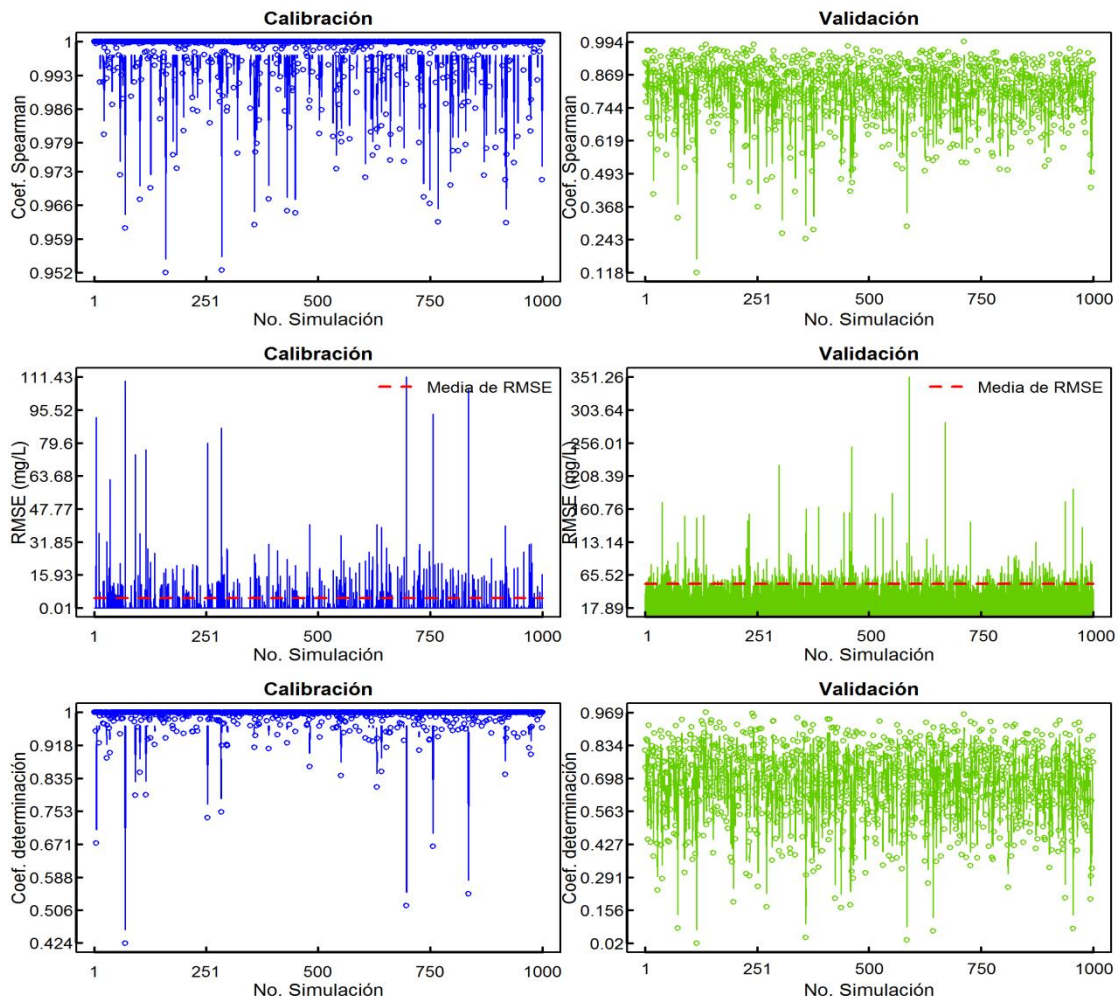 Calibración
Coef. Spearman
1
0.993
0.986
0.979
0.973
0.966
0.959
0.952
1 251 500 750 1000
No. Simulación
Validación
Coef. Spearman
0.994
0.869
0.744
0.619
0.493
0.368
0.243
0.118
1 251 500 750 1000
No. Simulación
Calibración
RMSE (mg/L)
111.43
95.52
79.6
63.68
47.77
31.85
15.93
0.01
Media de RMSE
1 251 500 750 1000
No. Simulación
Validación
RMSE (mg/L)
351.26
303.64
256.01
208.39
160.76
113.14
65.52
17.89
Media de RMSE
1 251 500 750 1000
No. Simulación
Calibración
Coef. determinación
1
0.918
0.835
0.753
0.671
0.588
0.506
0.424
1 251 500 750 1000
No. Simulación
Validación
Coef. determinación
0.969
0.834
0.698
0.563
0.427
0.291
0.156
0.02
1 251 500 750 1000
No. Simulación